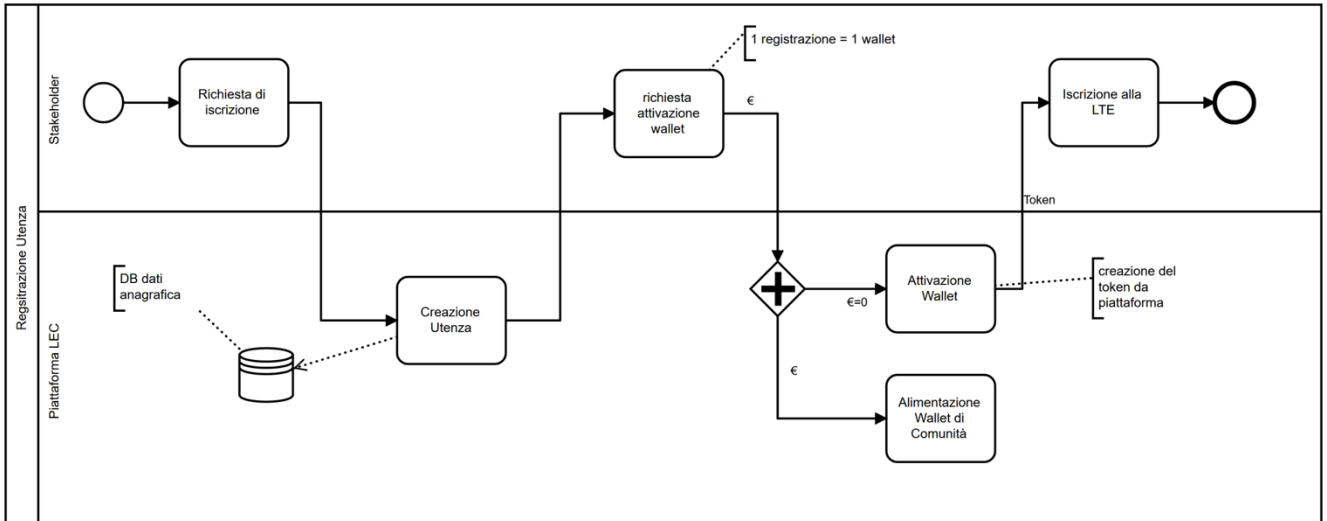 Regsitrazione Utenza
Stakeholder
Richiesta di
iscrizione
richiesta
attivazione
wallet
1 registrazione = 1 wallet
€
Iscrizione alla
LTE
Token
Piattaforma LEC
DB dati
anagrafica
Creazione
Utenza
€=0
Attivazione
Wallet
creazione del
token da
piattaforma
€
Alimentazione
Wallet di
Comunità